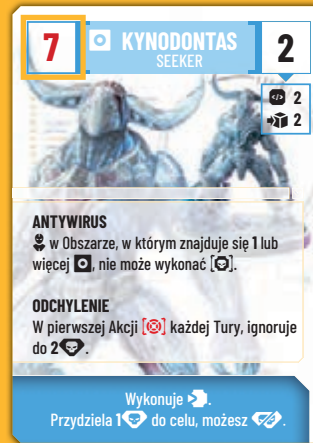 7
KYNODONTAS
SEEKER
2
</> 2
2
ANTYWIRUS
w Obszarze, w którym znajduje się 1 lub
więcej , nie może wykonać [ ].
ODCHYLENIE
W pierwszej Akcji [ ] każdej Tury, ignoruje
do 2 .
Wykonuje .
Przydziela 1 do celu, możesz .